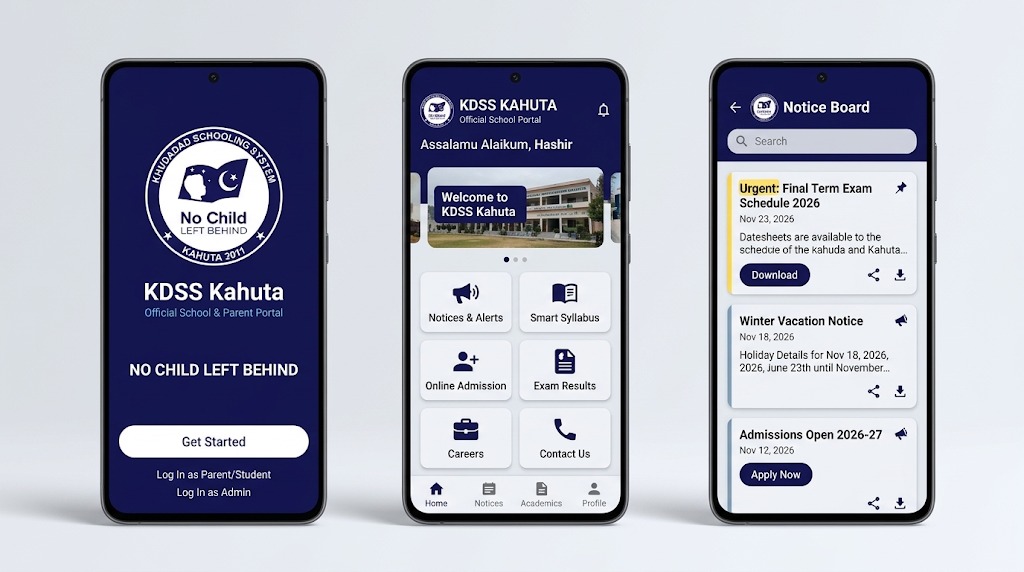 KHUDADAD SCHOOLING SYSTEM
No Child
LEFT BEHIND
KAHUTA 2011
KDSS Kahuta
Official School & Parent Portal
NO CHILD LEFT BEHIND
Get Started
Log In as Parent/Student
Log In as Admin
KDSS KAHUTA
Official School Portal
Assalamu Alaikum, Hashir
Welcome to
KDSS Kahuta
Notices & Alerts
Smart Syllabus
Online Admission
Exam Results
Careers
Contact Us
Home
Notices
Academics
Profile
Notice Board
Search
Urgent: Final Term Exam
Schedule 2026
Nov 23, 2026
Datesheets are available to the
schedule of the kahuda and Kahuta...
Download
Winter Vacation Notice
Nov 18, 2026
Holiday Details for Nov 18, 2026,
2026, June 23th until November...
Admissions Open 2026-27
Nov 12, 2026
Apply Now